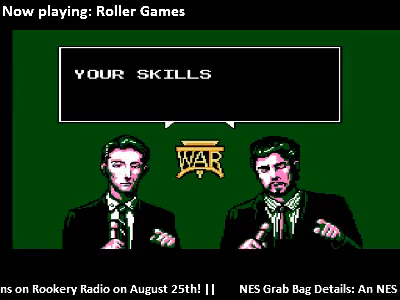 Now playing: Roller Games
YOUR SKILLS
WAR
ns on Rookery Radio on August 25th! || NES Grab Bag Details: An NES